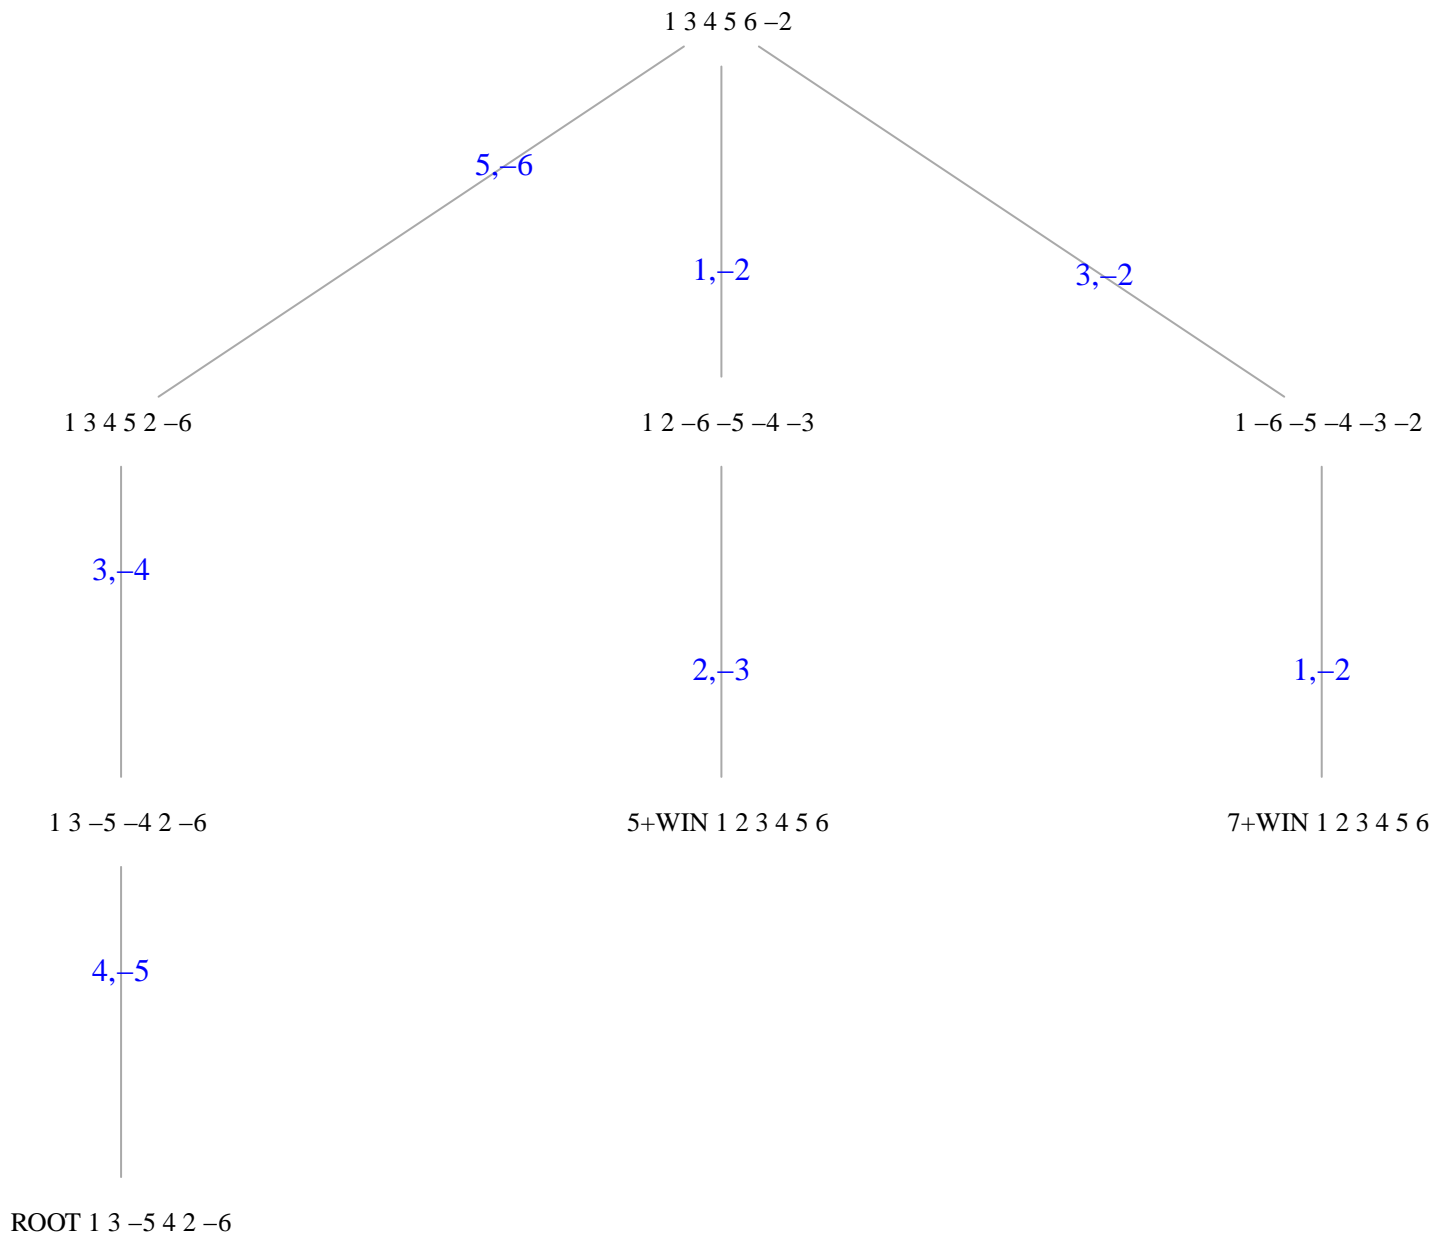 1 3 4 5 6 –2
5,–6
1,–2
3,–2
1 3 4 5 2 –6
1 2 –6 –5 –4 –3
1 –6 –5 –4 –3 –2
3,–4
2,–3
1,–2
1 3 –5 –4 2 –6
5+WIN 1 2 3 4 5 6
7+WIN 1 2 3 4 5 6
4,–5
ROOT 1 3 –5 4 2 –6